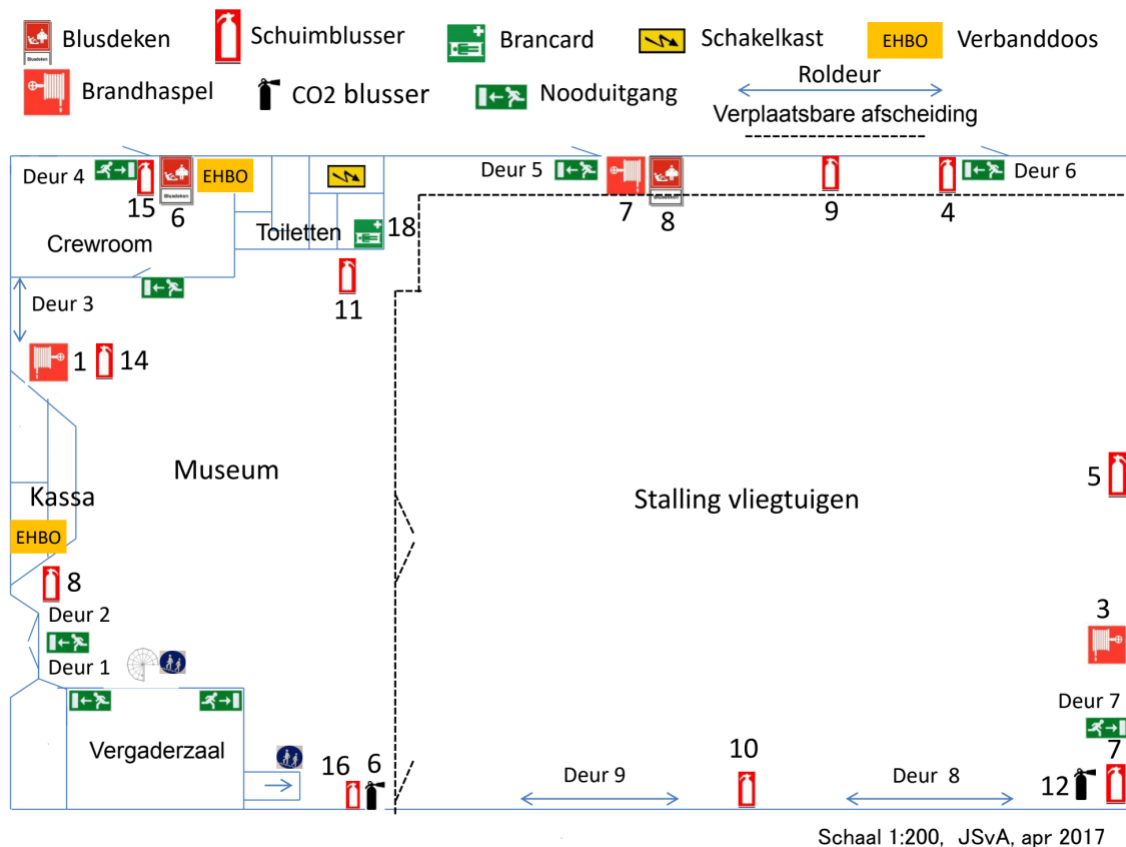 Blusdeken
Blusdeken
Schuimblusser
Brancard
Schakelkast
EHBO
Verbanddoos
Brandhaspel
CO2 blusser
Nooduitgang
Roldeur
Verplaatsbare afscheiding
Deur 4
15
Blusdeken
6
EHBO
Crewroom
Toiletten
18
11
Deur 5
7
Blusdeken
8
9
4
Deur 6
Deur 3
1
14
Museum
Kassa
EHBO
8
Deur 2
Deur 1
Vergaderzaal
16
6
Stalling vliegtuigen
5
3
Deur 7
7
12
Deur 9
10
Deur 8
Schaal 1:200, JSvA, apr 2017